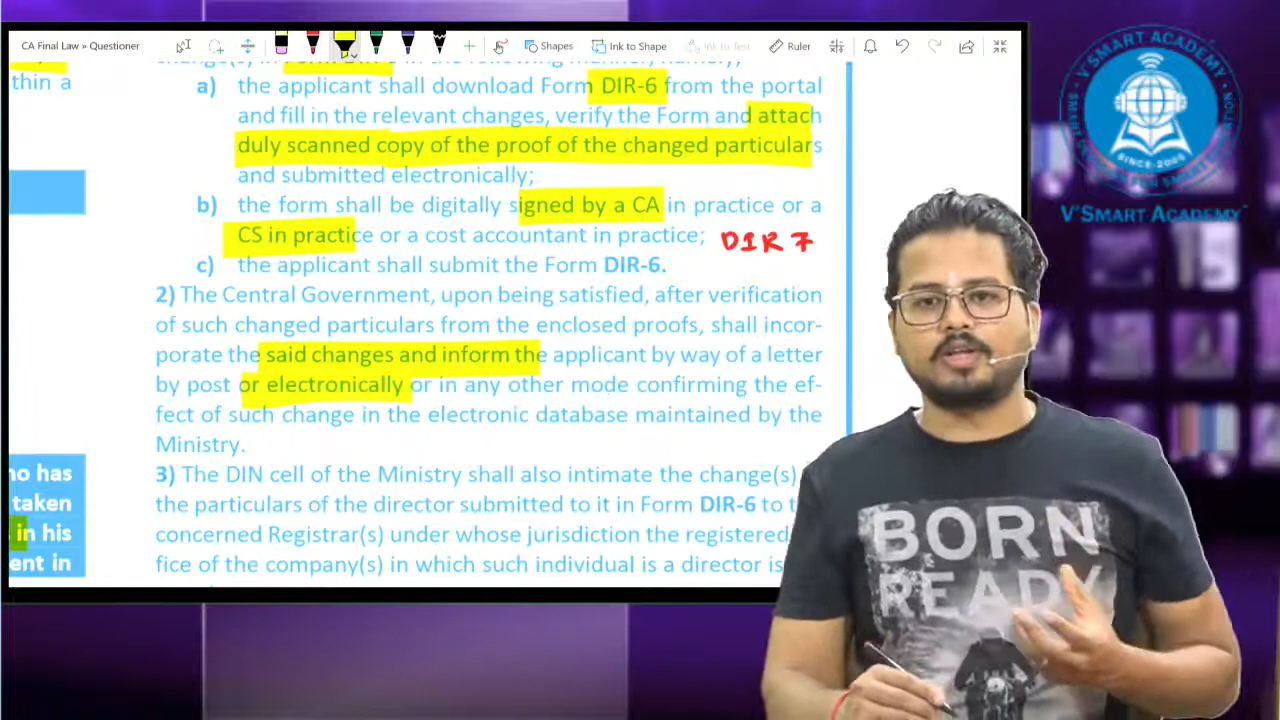 CA Final Law » Questioner
Shapes
Ink to Shape
Ink to Text
Ruler
thin a
a) the applicant shall download Form DIR-6 from the portal
and fill in the relevant changes, verify the Form and attach
duly scanned copy of the proof of the changed particulars
and submitted electronically;
b) the form shall be digitally signed by a CA in practice or a
CS in practice or a cost accountant in practice;
DIR 7
c) the applicant shall submit the Form DIR-6.
2) The Central Government, upon being satisfied, after verification
of such changed particulars from the enclosed proofs, shall incor-
porate the said changes and inform the applicant by way of a letter
by post or electronically or in any other mode confirming the ef-
fect of such change in the electronic database maintained by the
Ministry.
3) The DIN cell of the Ministry shall also intimate the change(s)
the particulars of the director submitted to it in Form DIR-6 to
concerned Registrar(s) under whose jurisdiction the registered
fice of the company(s) in which such individual is a director is
ho has
taken
in his
ent in
V'SMART ACADEMY
SINCE-2006
V'Smart Academy
BORN
READY